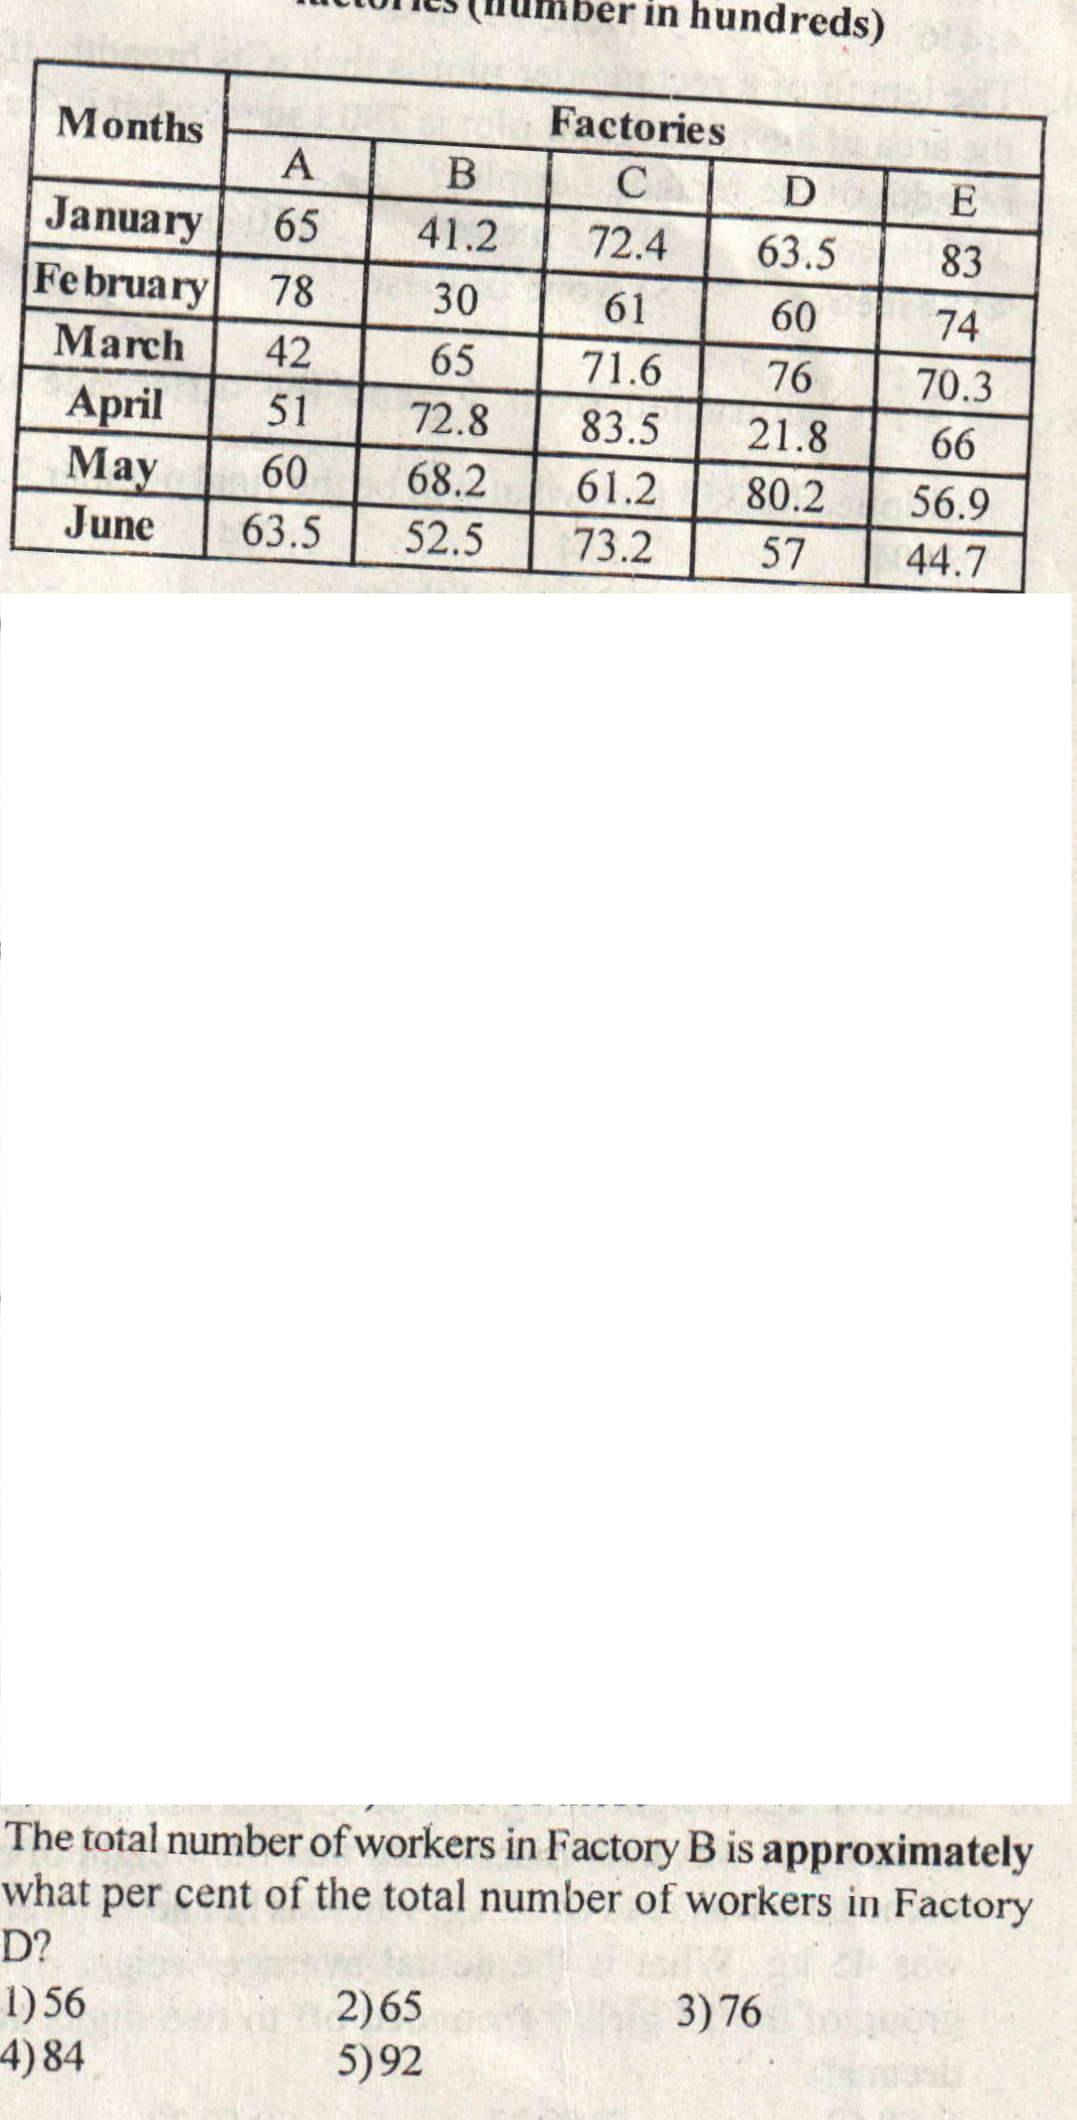 factories (number in hundreds)
Months Factories
A B C D E
January 65 41.2 72.4 63.5 83
February 78 30 61 60 74
March 42 65 71.6 76 70.3
April 51 72.8 83.5 21.8 66
May 60 68.2 61.2 80.2 56.9
June 63.5 52.5 73.2 57 44.7
The total number of workers in Factory B is approximately
what per cent of the total number of workers in Factory
D?
1) 56 2) 65 3) 76
4) 84 5) 92